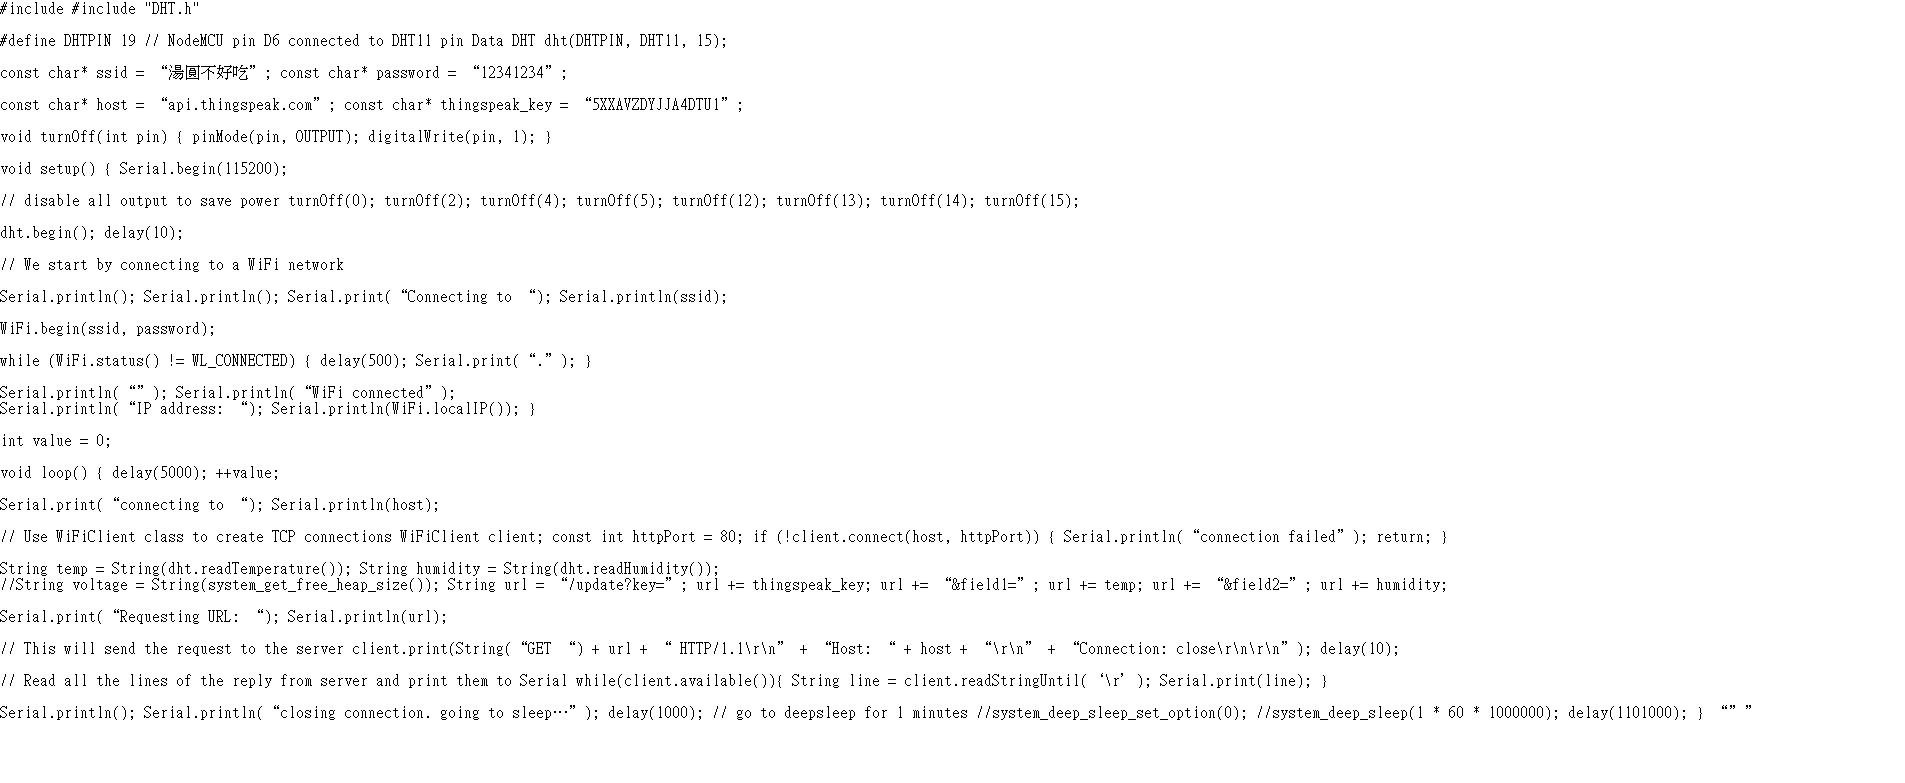 #include #include "DHT.h"
#define DHTPIN 19 // NodeMCU pin D6 connected to DHT11 pin Data DHT dht(DHTPIN, DHT11, 15);
const char* ssid = “湯圓不好吃”; const char* password = “12341234”;
const char* host = “api.thingspeak.com”; const char* thingspeak_key = “5XXAVZDYJJA4DTU1”;
void turnOff(int pin) { pinMode(pin, OUTPUT); digitalWrite(pin, 1); }
void setup() { Serial.begin(115200);
// disable all output to save power turnOff(0); turnOff(2); turnOff(4); turnOff(5); turnOff(12); turnOff(13); turnOff(14); turnOff(15);
dht.begin(); delay(10);
// We start by connecting to a WiFi network
Serial.println(); Serial.println(); Serial.print(“Connecting to “); Serial.println(ssid);
WiFi.begin(ssid, password);
while (WiFi.status() != WL_CONNECTED) { delay(500); Serial.print(“.”); }
Serial.println(“”); Serial.println(“WiFi connected”);
Serial.println(“IP address: “); Serial.println(WiFi.localIP()); }
int value = 0;
void loop() { delay(5000); ++value;
Serial.print(“connecting to “); Serial.println(host);
// Use WiFiClient class to create TCP connections WiFiClient client; const int httpPort = 80; if (!client.connect(host, httpPort)) { Serial.println(“connection failed”); return; }
String temp = String(dht.readTemperature()); String humidity = String(dht.readHumidity());
//String voltage = String(system_get_free_heap_size()); String url = “/update?key=”; url += thingspeak_key; url += “&field1=”; url += temp; url += “&field2=”; url += humidity;
Serial.print(“Requesting URL: “); Serial.println(url);
// This will send the request to the server client.print(String(“GET “) + url + “ HTTP/1.1\r\n” + “Host: “ + host + “\r\n” + “Connection: close\r\n\r\n”); delay(10);
// Read all the lines of the reply from server and print them to Serial while(client.available()){ String line = client.readStringUntil(‘\r’); Serial.print(line); }
Serial.println(); Serial.println(“closing connection. going to sleep…”); delay(1000); // go to deepsleep for 1 minutes //system_deep_sleep_set_option(0); //system_deep_sleep(1 * 60 * 1000000); delay(1101000); } “””